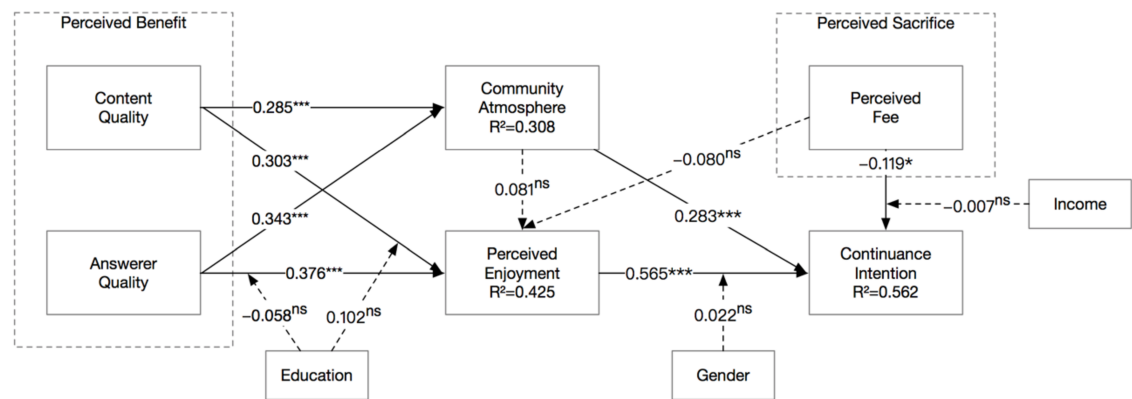 Perceived Benefit
Perceived Sacrifice
Content
Quality
0.285***
Community
Atmosphere
R²=0.308
Perceived
Fee
0.303***
−0.080ns
−0.119*
0.081ns
0.343***
0.283***
−0.007ns
Income
Answerer
Quality
0.376***
Perceived
Enjoyment
R²=0.425
0.565***
Continuance
Intention
R²=0.562
−0.058ns
0.102ns
0.022ns
Education
Gender